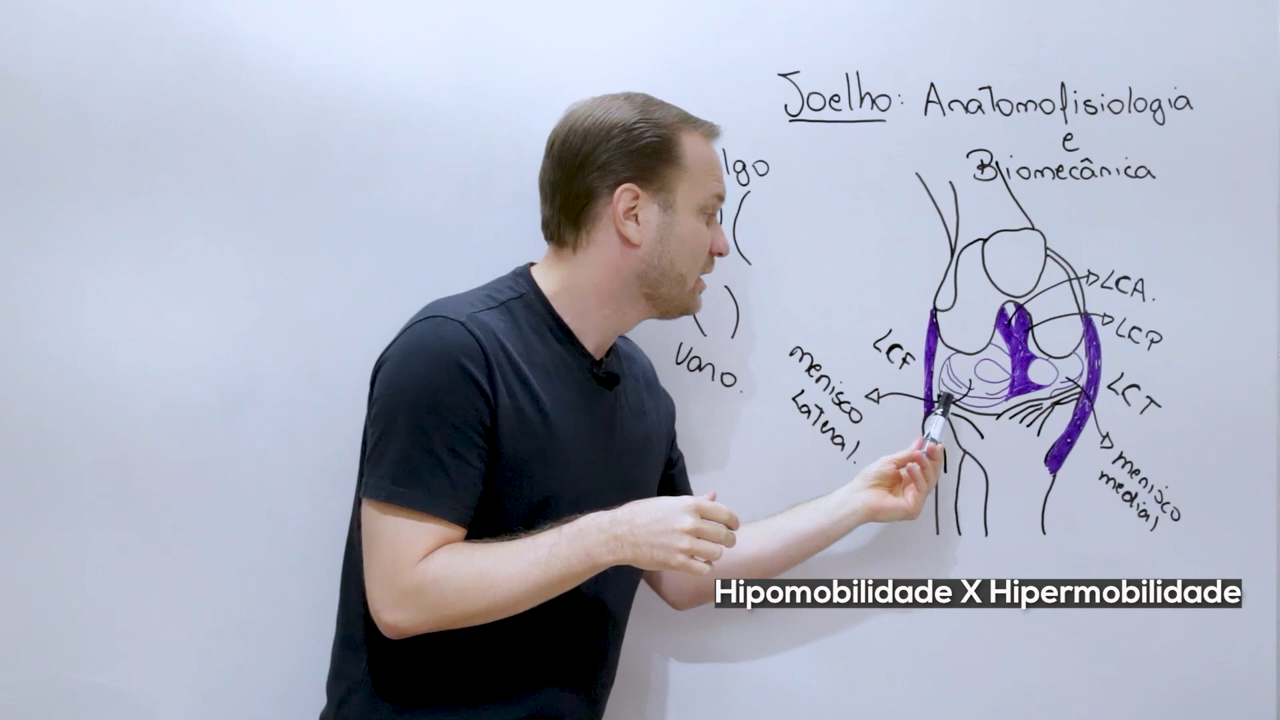 Joelho: Anatomofisiologia
e
Biomecânica
lgo
Varo.
LCA.
LCP
LCF
LCT
menisco
Lateral.
menisco
medial
Hipomobilidade X Hipermobilidade